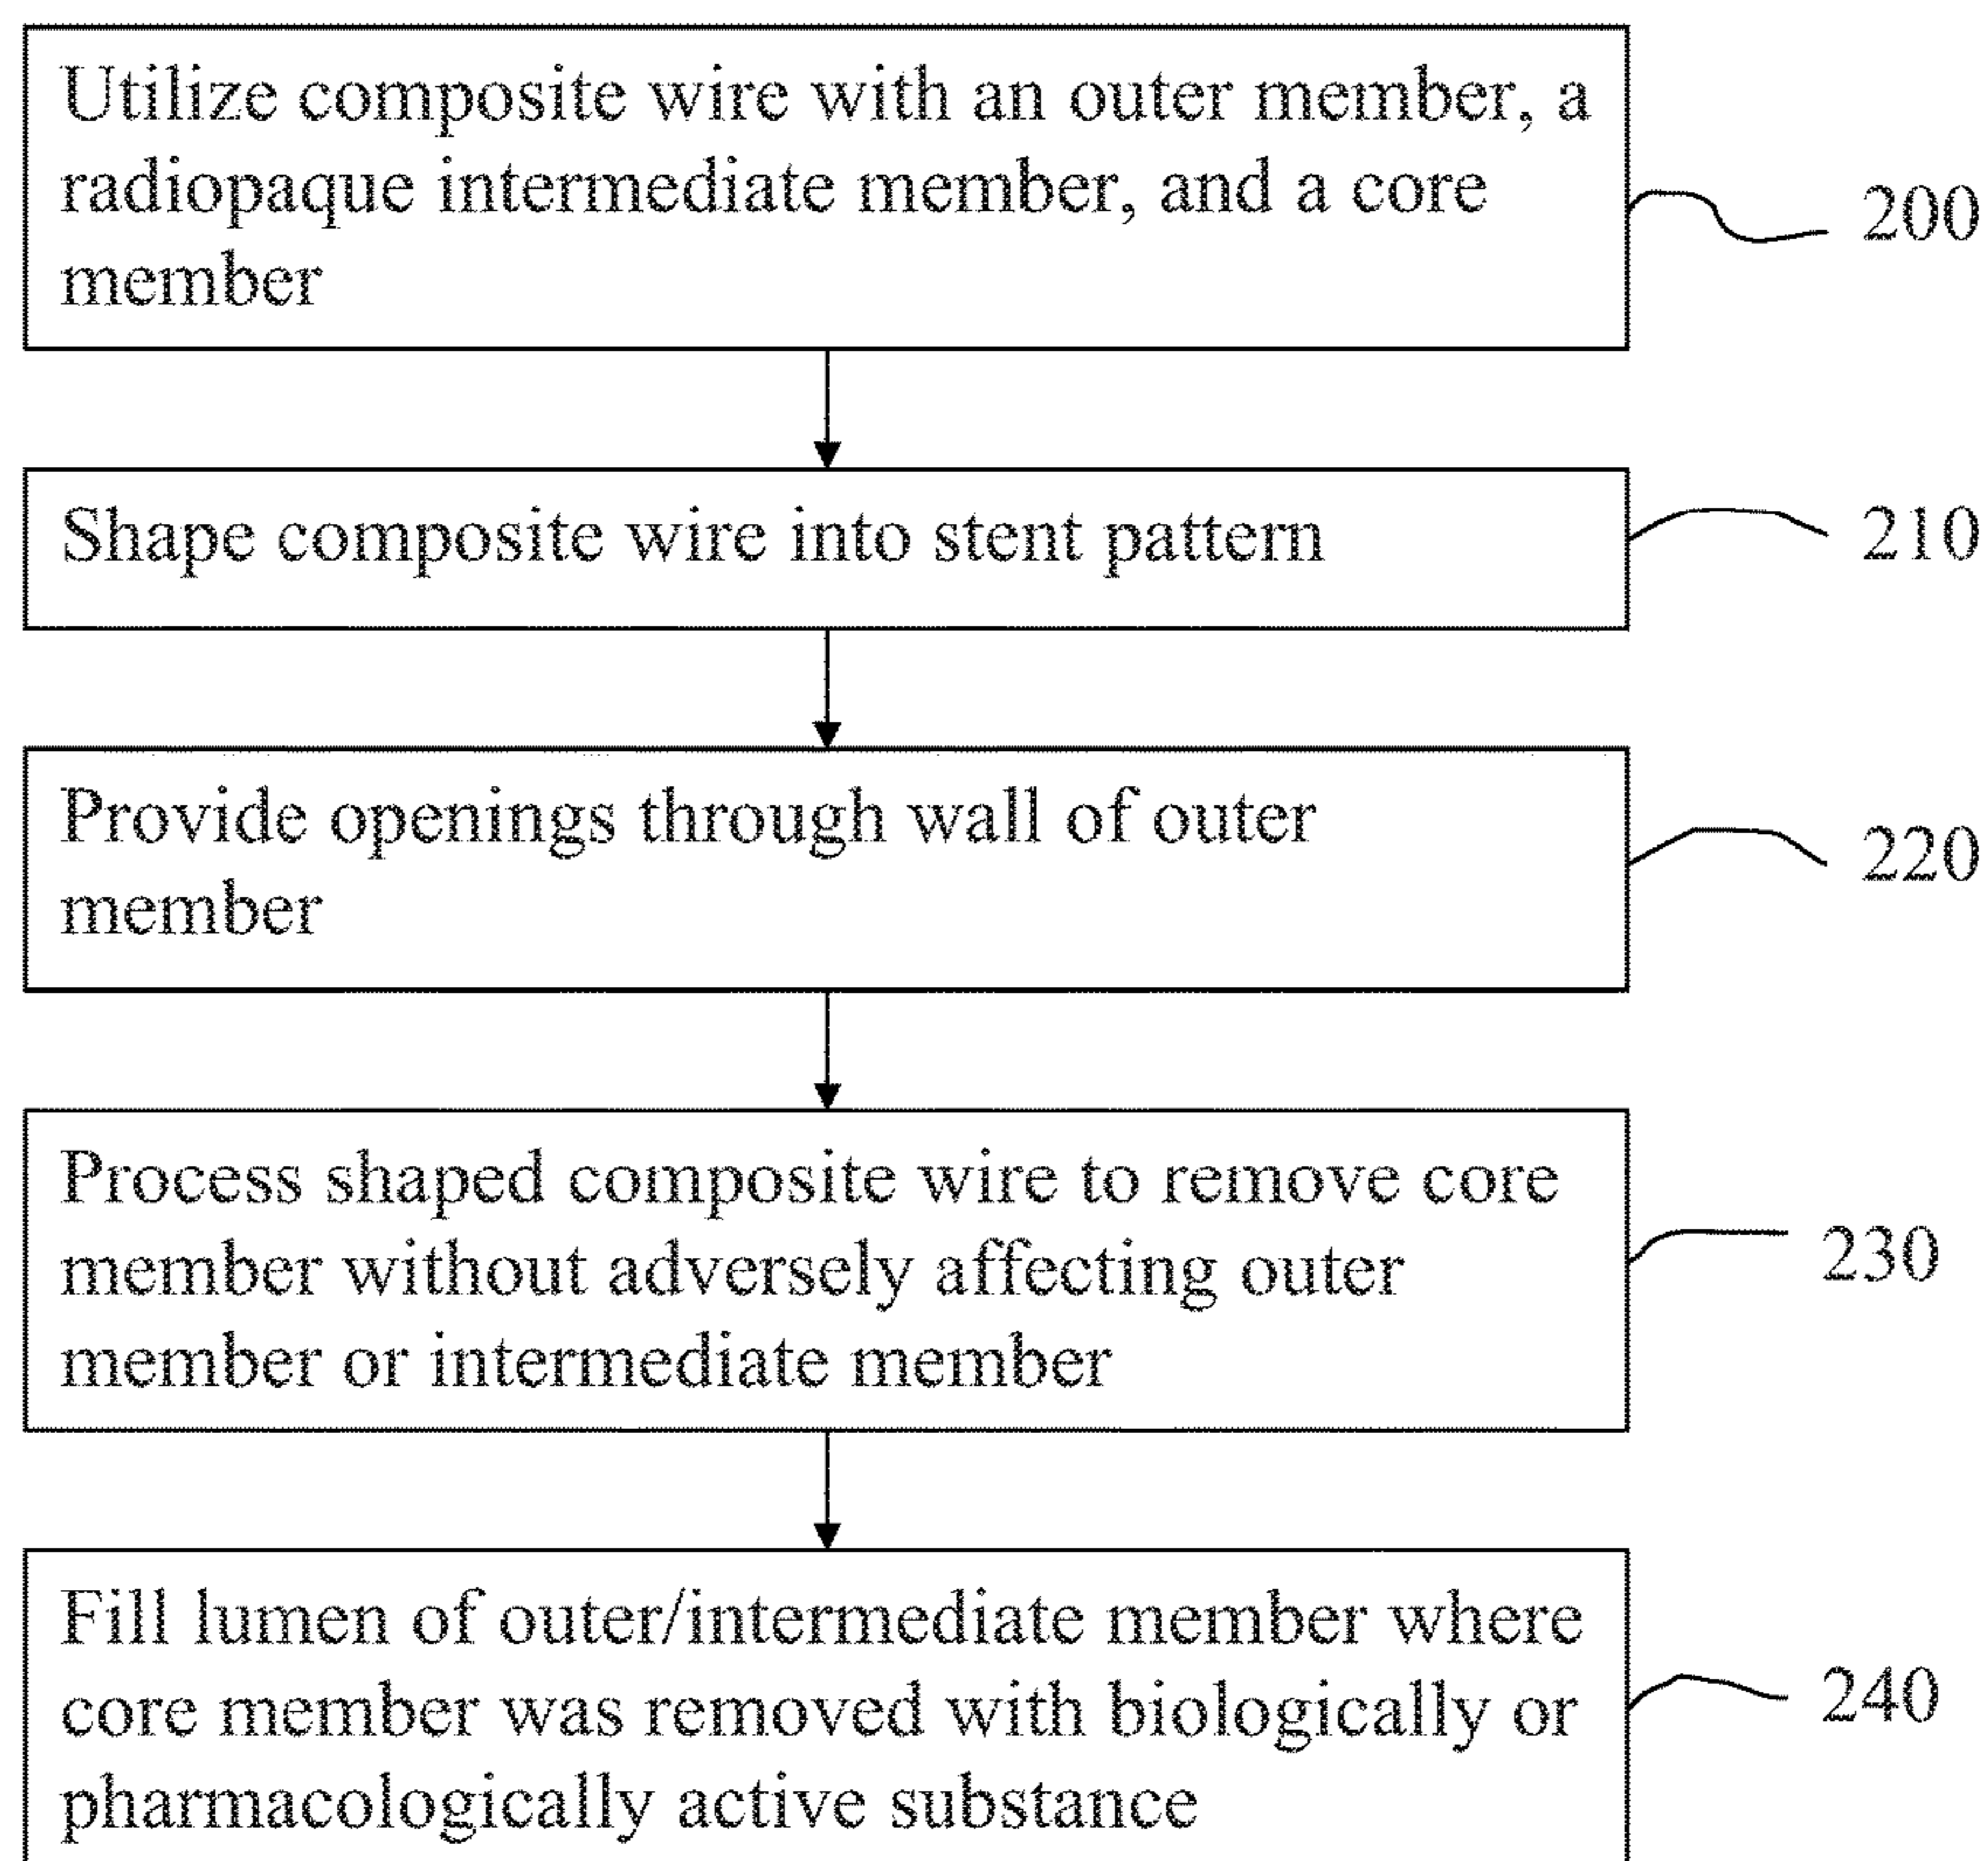 Utilize composite wire with an outer member, a
radiopaque intermediate member, and a core
member
200
Shape composite wire into stent pattern
210
Provide openings through wall of outer
member
220
Process shaped composite wire to remove core
member without adversely affecting outer
member or intermediate member
230
Fill lumen of outer/intermediate member where
core member was removed with biologically or
pharmacologically active substance
240